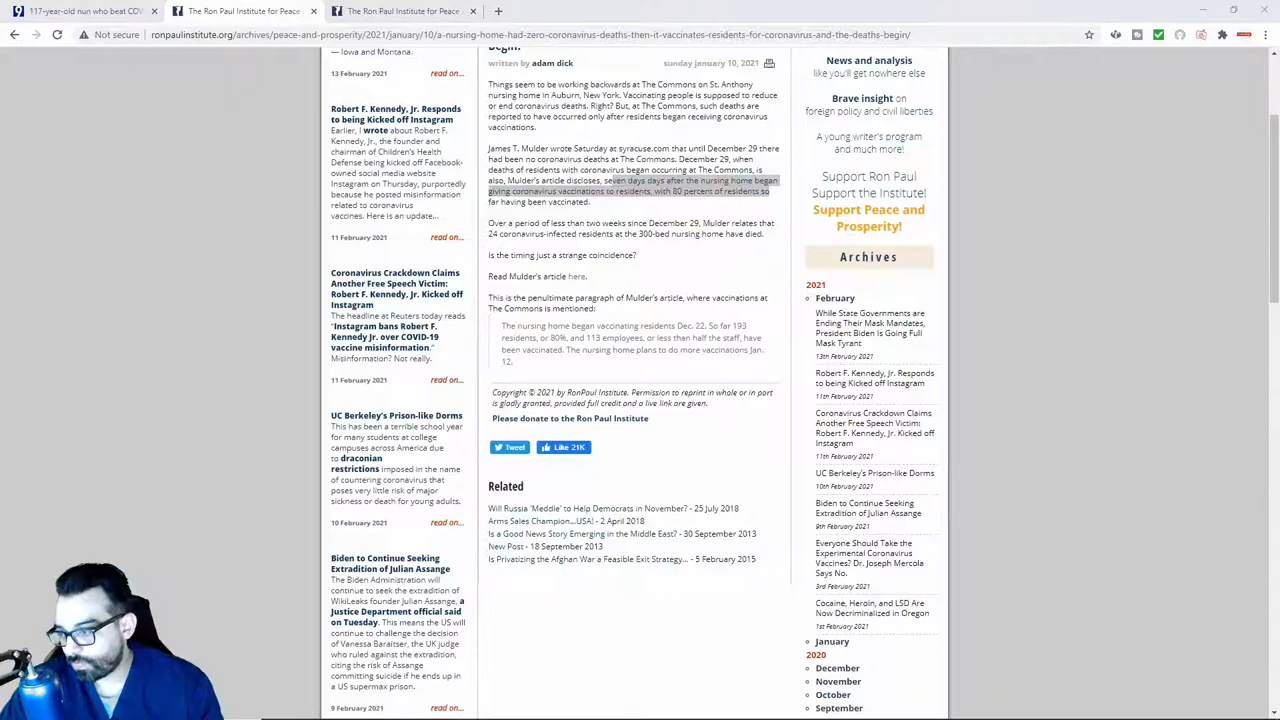 117-year-old nun who beat COV
The Ron Paul Institute for Peace
The Ron Paul Institute for Peace
Not secure
ronpaulinstitute.org/archives/peace-and-prosperity/2021/january/10/a-nursing-home-had-zero-coronavirus-deaths-then-it-vaccinates-residents-for-coronavirus-and-the-deaths-begin/
— Iowa and Montana.
13 February 2021 read on...
Robert F. Kennedy, Jr. Responds
to being Kicked off Instagram
Earlier, I wrote about Robert F.
Kennedy, Jr., the founder and
chairman of Children's Health
Defense being kicked off Facebook-
owned social media website
Instagram on Thursday, purportedly
because he posted misinformation
related to coronavirus
vaccines. Here is an update...
11 February 2021 read on...
Coronavirus Crackdown Claims
Another Free Speech Victim:
Robert F. Kennedy, Jr. Kicked off
Instagram
The headline at Reuters today reads
"Instagram bans Robert F.
Kennedy Jr. over COVID-19
vaccine misinformation."
Misinformation? Not really.
11 February 2021 read on...
UC Berkeley's Prison-like Dorms
This has been a terrible school year
for many students at college
campuses across America due
to draconian
restrictions imposed in the name
of countering coronavirus that
poses very little risk of major
sickness or death for young adults.
10 February 2021 read on...
Biden to Continue Seeking
Extradition of Julian Assange
The Biden Administration will
continue to seek the extradition of
WikiLeaks founder Julian Assange, a
Justice Department official said
on Tuesday. This means the US will
continue to challenge the decision
of Vanessa Baraitser, the UK judge
who ruled against the extradition,
citing the risk of Assange
committing suicide if he ends up in
a US supermax prison.
9 February 2021 read on...
Begin!
written by adam dick sunday january 10, 2021
Things seem to be working backwards at The Commons on St. Anthony
nursing home in Auburn, New York. Vaccinating people is supposed to reduce
or end coronavirus deaths. Right? But, at The Commons, such deaths are
reported to have occurred only after residents began receiving coronavirus
vaccinations.
James T. Mulder wrote Saturday at syracuse.com that until December 29 there
had been no coronavirus deaths at The Commons. December 29, when
deaths of residents with coronavirus began occurring at The Commons, is
also, Mulder's article discloses, seven days days after the nursing home began
giving coronavirus vaccinations to residents, with 80 percent of residents so
far having been vaccinated.
Over a period of less than two weeks since December 29, Mulder relates that
24 coronavirus-infected residents at the 300-bed nursing home have died.
Is the timing just a strange coincidence?
Read Mulder's article here.
This is the penultimate paragraph of Mulder's article, where vaccinations at
The Commons is mentioned:
The nursing home began vaccinating residents Dec. 22. So far 193
residents, or 80%, and 113 employees, or less than half the staff, have
been vaccinated. The nursing home plans to do more vaccinations Jan.
12.
Copyright © 2021 by RonPaul Institute. Permission to reprint in whole or in part
is gladly granted, provided full credit and a live link are given.
Please donate to the Ron Paul Institute
Tweet Like 21K
Related
Will Russia 'Meddle' to Help Democrats in November? - 25 July 2018
Arms Sales Champion...USA! - 2 April 2018
Is a Good News Story Emerging in the Middle East? - 30 September 2013
New Post - 18 September 2013
Is Privatizing the Afghan War a Feasible Exit Strategy... - 5 February 2015
News and analysis
like you'll get nowhere else
Brave insight on
foreign policy and civil liberties
A young writer's program
and much more!
Support Ron Paul
Support the Institute!
Support Peace and
Prosperity!
Archives
2021
February
While State Governments are
Ending Their Mask Mandates,
President Biden Is Going Full
Mask Tyrant
13th February 2021
Robert F. Kennedy, Jr. Responds
to being Kicked off Instagram
11th February 2021
Coronavirus Crackdown Claims
Another Free Speech Victim:
Robert F. Kennedy, Jr. Kicked off
Instagram
11th February 2021
UC Berkeley's Prison-like Dorms
10th February 2021
Biden to Continue Seeking
Extradition of Julian Assange
9th February 2021
Everyone Should Take the
Experimental Coronavirus
Vaccines? Dr. Joseph Mercola
Says No.
3rd February 2021
Cocaine, Heroin, and LSD Are
Now Decriminalized in Oregon
1st February 2021
January
2020
December
November
October
September